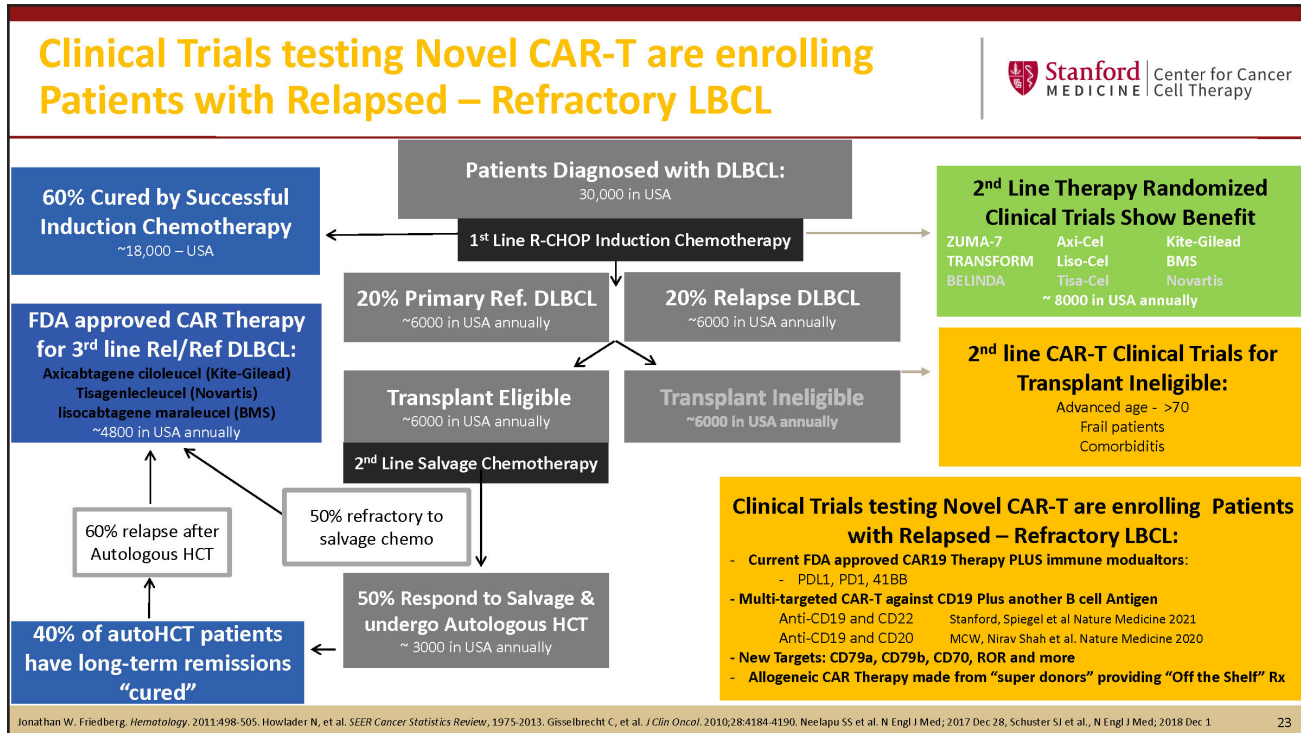 Clinical Trials testing Novel CAR-T are enrolling
Patients with Relapsed – Refractory LBCL
Stanford
MEDICINE
Center for Cancer
Cell Therapy
Patients Diagnosed with DLBCL:
30,000 in USA
1st Line R-CHOP Induction Chemotherapy
60% Cured by Successful
Induction Chemotherapy
~18,000 – USA
2nd Line Therapy Randomized
Clinical Trials Show Benefit
ZUMA-7 Axi-Cel Kite-Gilead
TRANSFORM Liso-Cel BMS
BELINDA Tisa-Cel Novartis
~ 8000 in USA annually
20% Primary Ref. DLBCL
~6000 in USA annually
20% Relapse DLBCL
~6000 in USA annually
FDA approved CAR Therapy
for 3rd line Rel/Ref DLBCL:
Axicabtagene ciloleucel (Kite-Gilead)
Tisagenlecleucel (Novartis)
lisocabtagene maraleucel (BMS)
~4800 in USA annually
Transplant Eligible
~6000 in USA annually
2nd Line Salvage Chemotherapy
Transplant Ineligible
~6000 in USA annually
2nd line CAR-T Clinical Trials for
Transplant Ineligible:
Advanced age - >70
Frail patients
Comorbiditis
60% relapse after
Autologous HCT
50% refractory to
salvage chemo
50% Respond to Salvage &
undergo Autologous HCT
~ 3000 in USA annually
40% of autoHCT patients
have long-term remissions
“cured”
Clinical Trials testing Novel CAR-T are enrolling Patients
with Relapsed – Refractory LBCL:
- Current FDA approved CAR19 Therapy PLUS immune modualtors:
- PDL1, PD1, 41BB
- Multi-targeted CAR-T against CD19 Plus another B cell Antigen
Anti-CD19 and CD22 Stanford, Spiegel et al Nature Medicine 2021
Anti-CD19 and CD20 MCW, Nirav Shah et al. Nature Medicine 2020
- New Targets: CD79a, CD79b, CD70, ROR and more
- Allogeneic CAR Therapy made from “super donors” providing “Off the Shelf” Rx
Jonathan W. Friedberg. Hematology. 2011:498-505. Howlader N, et al. SEER Cancer Statistics Review, 1975-2013. Gisselbrecht C, et al. J Clin Oncol. 2010;28:4184-4190. Neelapu SS et al. N Engl J Med; 2017 Dec 28, Schuster SJ et al., N Engl J Med; 2018 Dec 1
23